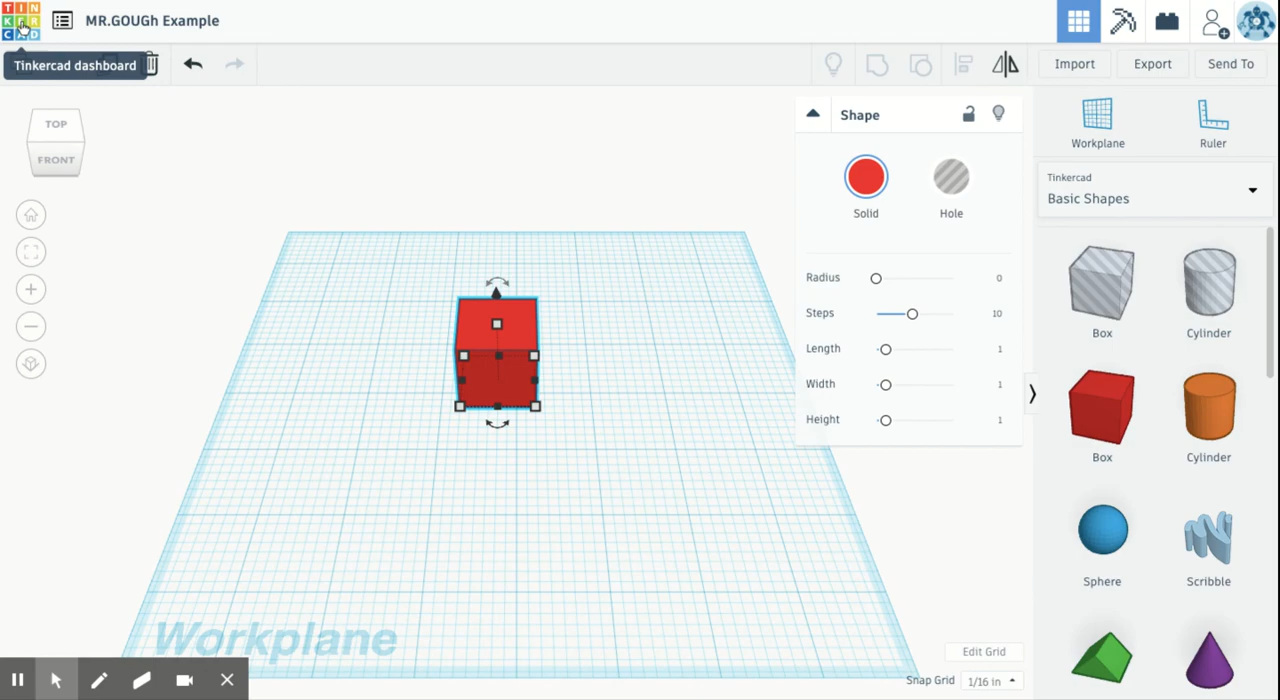 TIN
KER
CAD
MR.GOUGh Example
Tinkercad dashboard
Import
Export
Send To
TOP
FRONT
Shape
Solid
Hole
Radius 0
Steps 10
Length 1
Width 1
Height 1
Workplane
Ruler
Tinkercad
Basic Shapes
Box
Cylinder
Box
Cylinder
Sphere
Scribble
Workplane
Edit Grid
Snap Grid 1/16 in